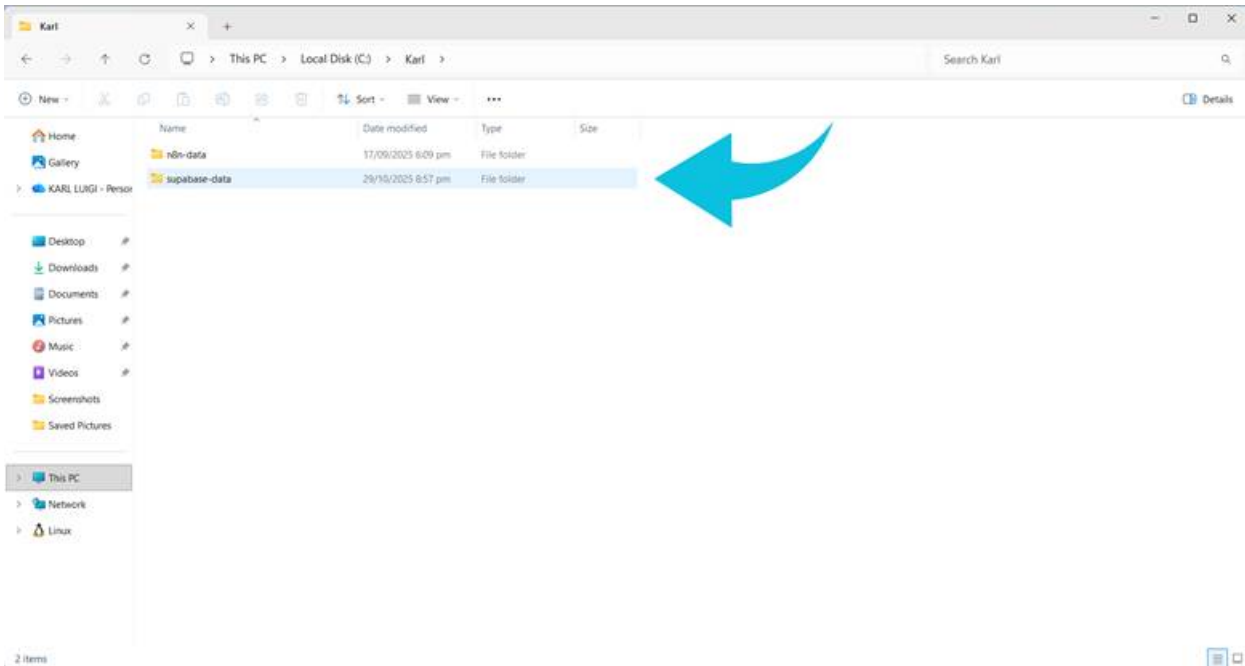 Karl
This PC > Local Disk (C:) > Karl >
Search Karl
New
Sort
View
Details
Home
Gallery
KARL LUIGI - Person
Desktop
Downloads
Documents
Pictures
Music
Videos
Screenshots
Saved Pictures
This PC
Network
Linux
Name Date modified Type Size
n8n-data 17/09/2025 6:09 pm File folder
supabase-data 29/10/2025 8:57 pm File folder
2 items